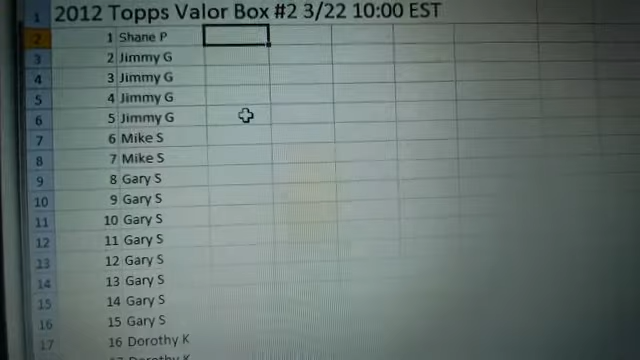 1 2012 Topps Valor Box #2 3/22 10:00 EST
2 1 Shane P
3 2 Jimmy G
4 3 Jimmy G
5 4 Jimmy G
6 5 Jimmy G
7 6 Mike S
8 7 Mike S
9 8 Gary S
10 9 Gary S
11 10 Gary S
12 11 Gary S
13 12 Gary S
14 13 Gary S
15 14 Gary S
16 15 Gary S
17 16 Dorothy K
17 Dorothy K